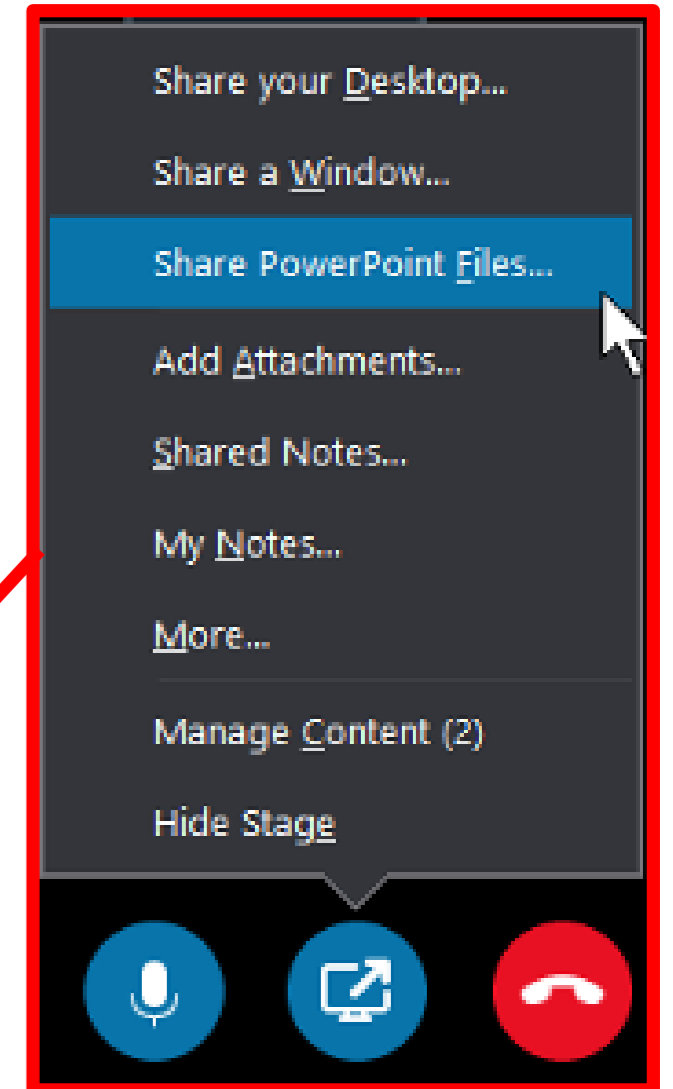 Share your Desktop...
Share a Window...
Share PowerPoint Files...
Add Attachments...
Shared Notes...
My Notes...
More...
Manage Content (2)
Hide Stage